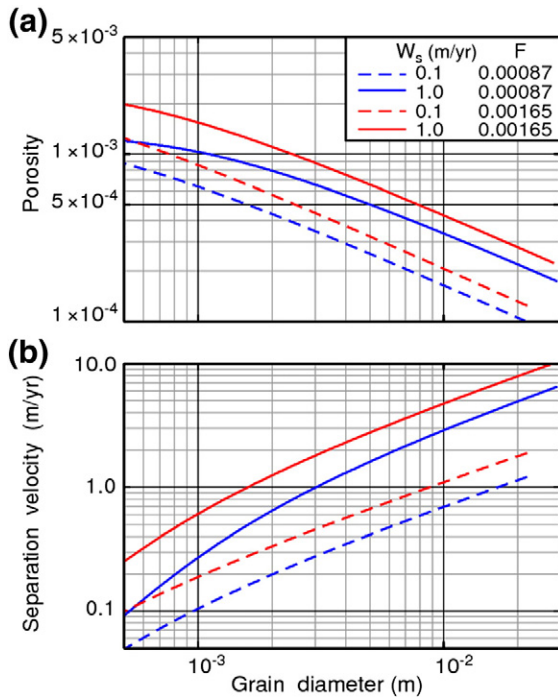 (a)
5×10⁻³
1×10⁻³
5×10⁻⁴
1×10⁻⁴
Porosity
Wₛ (m/yr) F
0.1 0.00087
1.0 0.00087
0.1 0.00165
1.0 0.00165
(b)
10.0
1.0
0.1
Separation velocity (m/yr)
10⁻³ 10⁻²
Grain diameter (m)